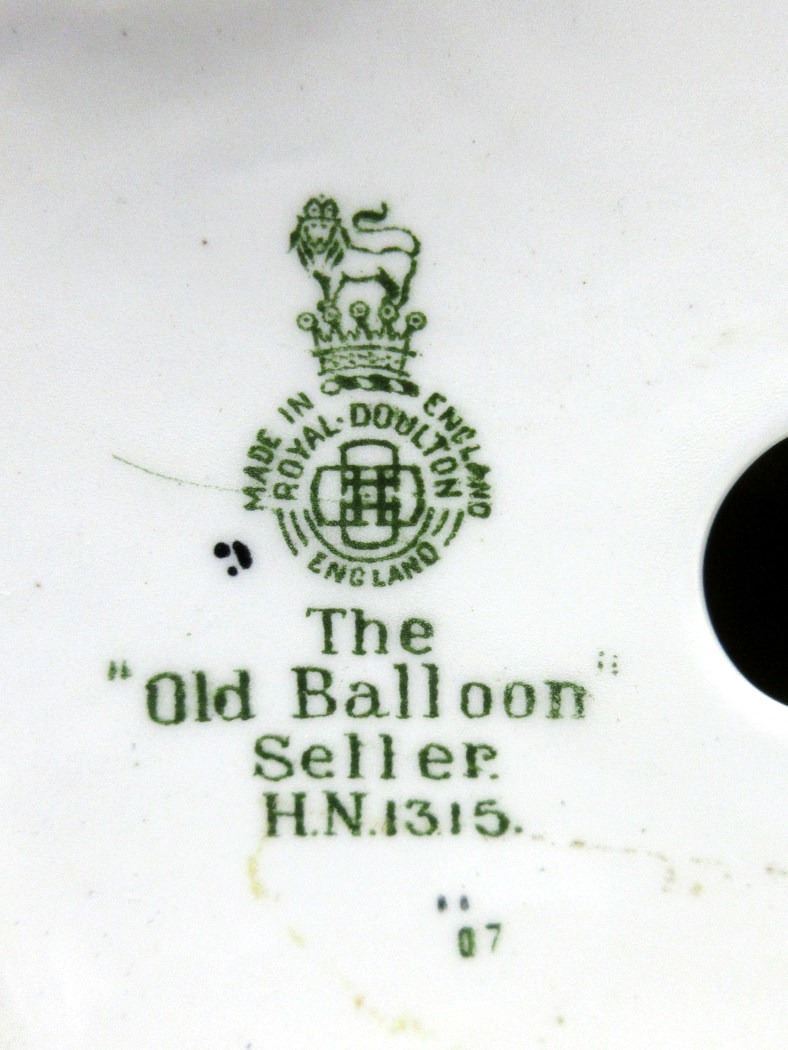 MADE IN ENGLAND
ROYAL·DOULTON
ENGLAND
The
"Old Balloon"
Seller.
H.N.1315.
07